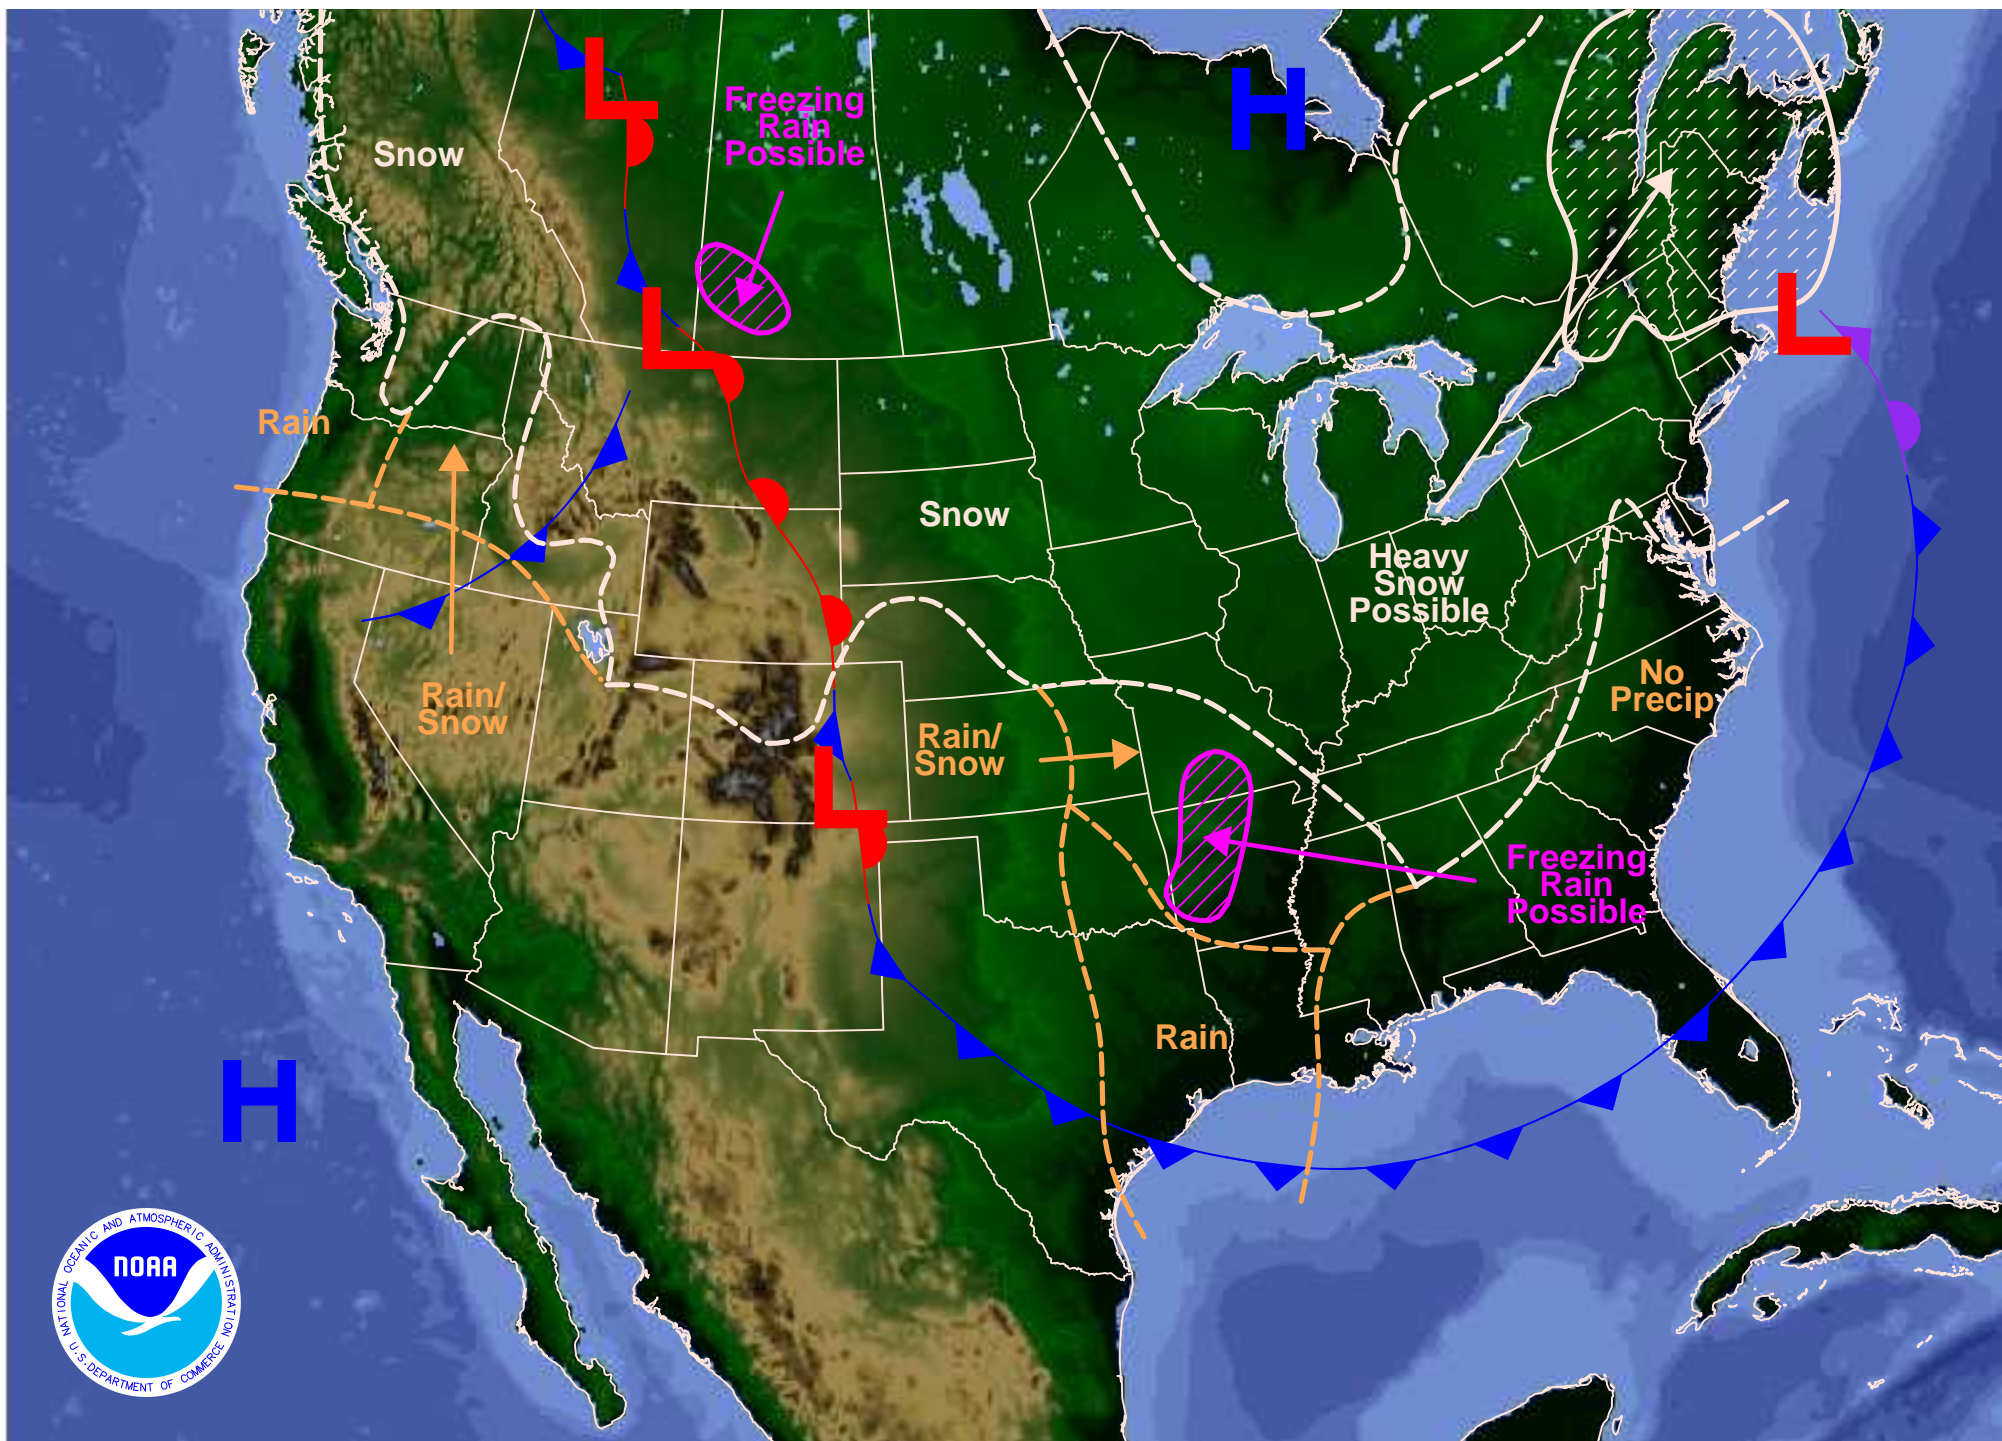 L
H
Freezing
Rain
Possible
Snow
L
L
Rain
Snow
Heavy
Snow
Possible
No
Precip
Rain/
Snow
Rain/
Snow
L
Freezing
Rain
Possible
Rain
H
NATIONAL OCEANIC AND ATMOSPHERIC ADMINISTRATION
NOAA
U.S. DEPARTMENT OF COMMERCE